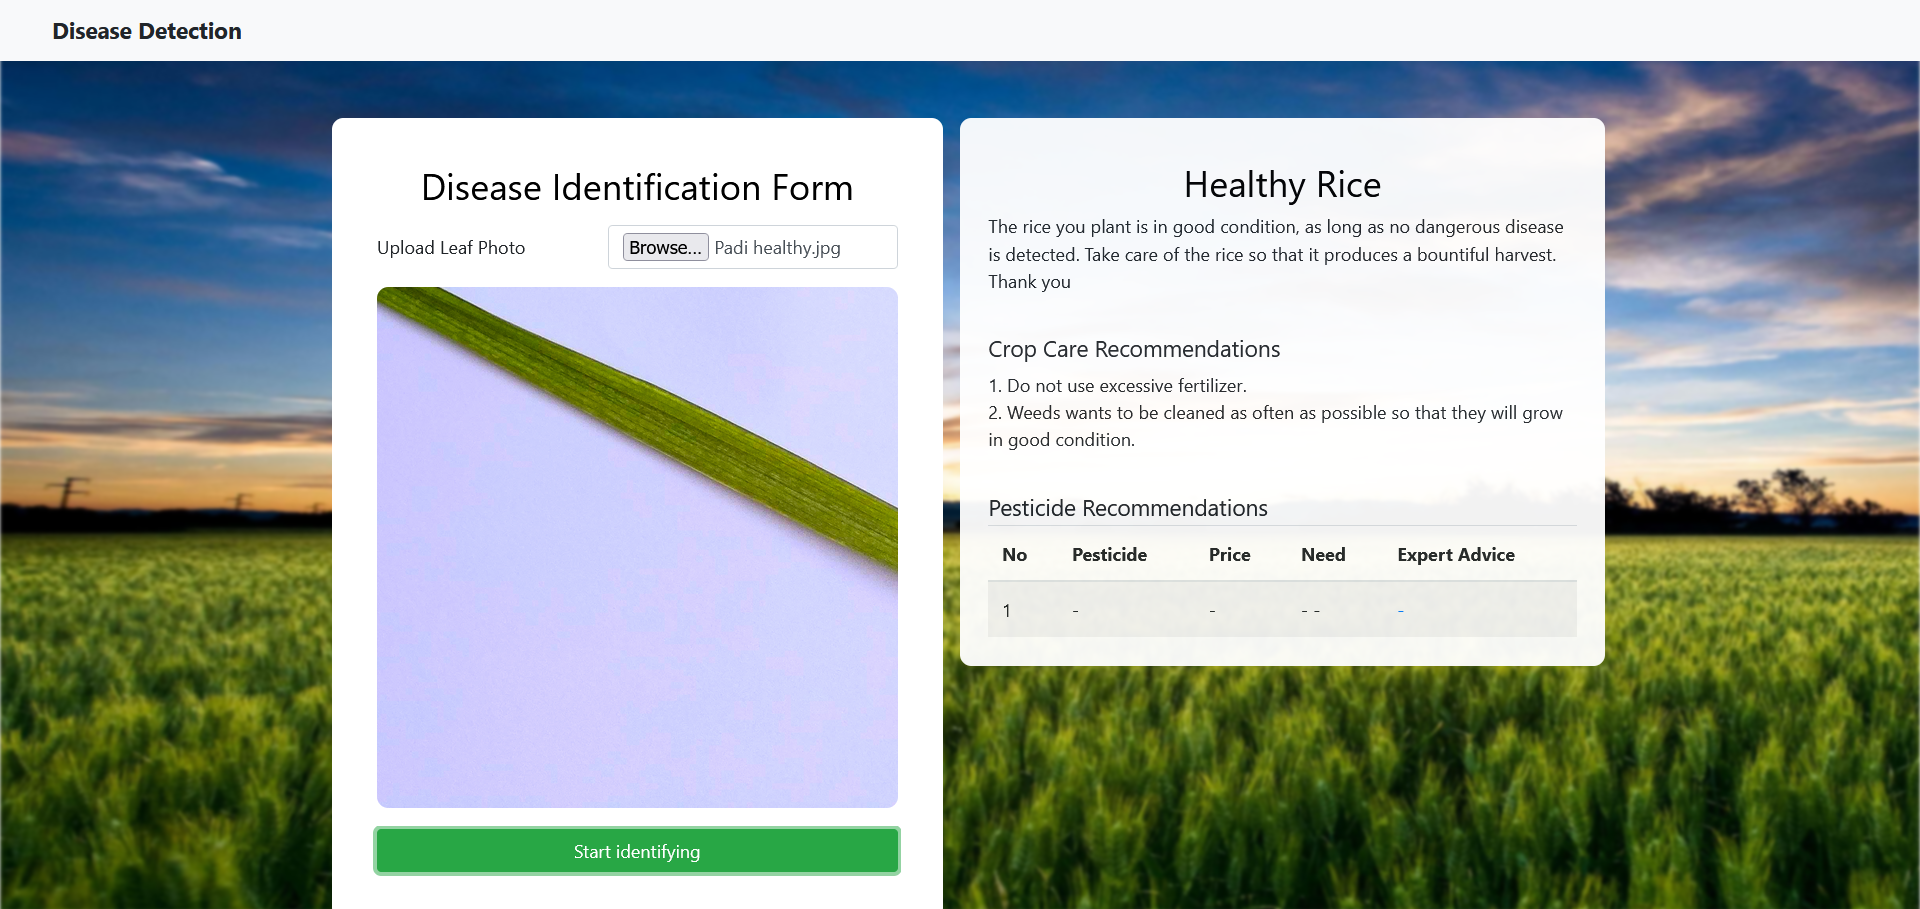 Disease Detection
Disease Identification Form
Upload Leaf Photo
Browse... Padi healthy.jpg
Start identifying
Healthy Rice
The rice you plant is in good condition, as long as no dangerous disease
is detected. Take care of the rice so that it produces a bountiful harvest.
Thank you
Crop Care Recommendations
1. Do not use excessive fertilizer.
2. Weeds wants to be cleaned as often as possible so that they will grow
in good condition.
Pesticide Recommendations
No Pesticide Price Need Expert Advice
1 - - - - -